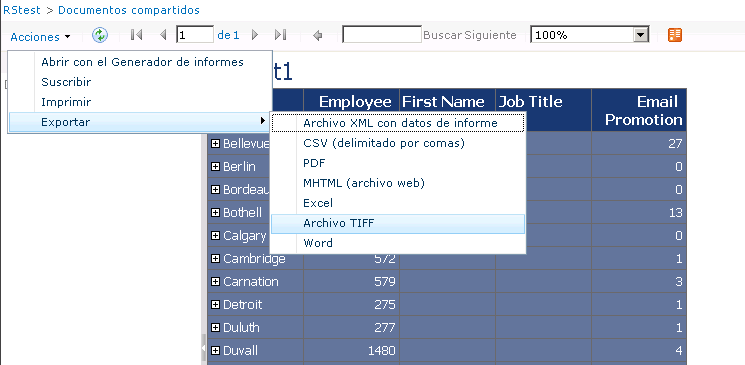 RStest > Documentos compartidos
Acciones 1 de 1 Buscar Siguiente 100%
Abrir con el Generador de informes
Suscribir
Imprimir
Exportar
t1
Employee First Name Job Title Email Promotion
Archivo XML con datos de informe
CSV (delimitado por comas)
PDF
MHTML (archivo web)
Excel
Archivo TIFF
Word
Bellevue 27
Berlin 0
Bordeau 0
Bothell 13
Calgary 0
Cambridge 572 1
Carnation 579 3
Detroit 275 1
Duluth 277 1
Duvall 1480 4